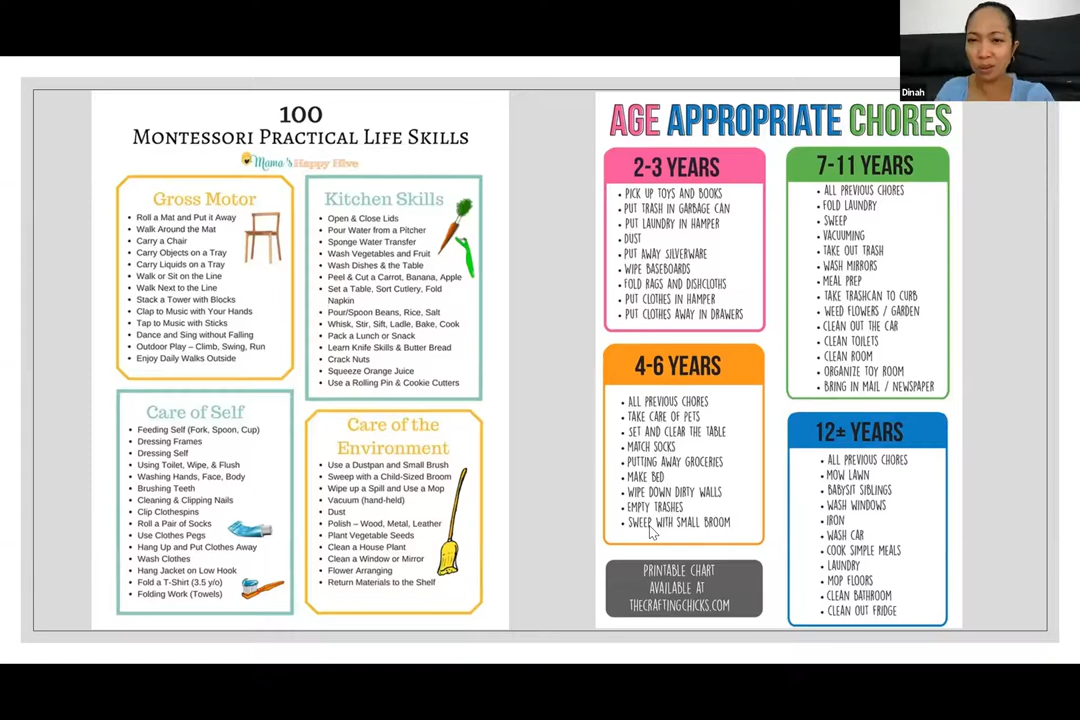 Dinah
100
MONTESSORI PRACTICAL LIFE SKILLS
Mama's Happy Hive
Gross Motor
• Roll a Mat and Put it Away
• Walk Around the Mat
• Carry a Chair
• Carry Objects on a Tray
• Carry Liquids on a Tray
• Walk or Sit on the Line
• Walk Next to the Line
• Stack a Tower with Blocks
• Clap to Music with Your Hands
• Tap to Music with Sticks
• Dance and Sing without Falling
• Outdoor Play – Climb, Swing, Run
• Enjoy Daily Walks Outside
Kitchen Skills
• Open & Close Lids
• Pour Water from a Pitcher
• Sponge Water Transfer
• Wash Vegetables and Fruit
• Wash Dishes & the Table
• Peel & Cut a Carrot, Banana, Apple
• Set a Table, Sort Cutlery, Fold
Napkin
• Pour/Spoon Beans, Rice, Salt
• Whisk, Stir, Sift, Ladle, Bake, Cook
• Pack a Lunch or Snack
• Learn Knife Skills & Butter Bread
• Crack Nuts
• Squeeze Orange Juice
• Use a Rolling Pin & Cookie Cutters
Care of Self
• Feeding Self (Fork, Spoon, Cup)
• Dressing Frames
• Dressing Self
• Using Toilet, Wipe, & Flush
• Washing Hands, Face, Body
• Brushing Teeth
• Cleaning & Clipping Nails
• Clip Clothespins
• Roll a Pair of Socks
• Use Clothes Pegs
• Hang Up and Put Clothes Away
• Wash Clothes
• Hang Jacket on Low Hook
• Fold a T-Shirt (3.5 y/o)
• Folding Work (Towels)
Care of the
Environment
• Use a Dustpan and Small Brush
• Sweep with a Child-Sized Broom
• Wipe up a Spill and Use a Mop
• Vacuum (hand-held)
• Dust
• Polish – Wood, Metal, Leather
• Plant Vegetable Seeds
• Clean a House Plant
• Clean a Window or Mirror
• Flower Arranging
• Return Materials to the Shelf
AGE APPROPRIATE CHORES
2-3 YEARS
• PICK UP TOYS AND BOOKS
• PUT TRASH IN GARBAGE CAN
• PUT LAUNDRY IN HAMPER
• DUST
• PUT AWAY SILVERWARE
• WIPE BASEBOARDS
• FOLD RAGS AND DISHCLOTHS
• PUT CLOTHES IN HAMPER
• PUT CLOTHES AWAY IN DRAWERS
4-6 YEARS
• ALL PREVIOUS CHORES
• TAKE CARE OF PETS
• SET AND CLEAR THE TABLE
• MATCH SOCKS
• PUTTING AWAY GROCERIES
• MAKE BED
• WIPE DOWN DIRTY WALLS
• EMPTY TRASHES
• SWEEP WITH SMALL BROOM
PRINTABLE CHART
AVAILABLE AT
THECRAFTINGCHICKS.COM
7-11 YEARS
• ALL PREVIOUS CHORES
• FOLD LAUNDRY
• SWEEP
• VACUUMING
• TAKE OUT TRASH
• WASH MIRRORS
• MEAL PREP
• TAKE TRASHCAN TO CURB
• WEED FLOWERS / GARDEN
• CLEAN OUT THE CAR
• CLEAN TOILETS
• CLEAN ROOM
• ORGANIZE TOY ROOM
• BRING IN MAIL / NEWSPAPER
12± YEARS
• ALL PREVIOUS CHORES
• MOW LAWN
• BABYSIT SIBLINGS
• WASH WINDOWS
• IRON
• WASH CAR
• COOK SIMPLE MEALS
• LAUNDRY
• MOP FLOORS
• CLEAN BATHROOM
• CLEAN OUT FRIDGE